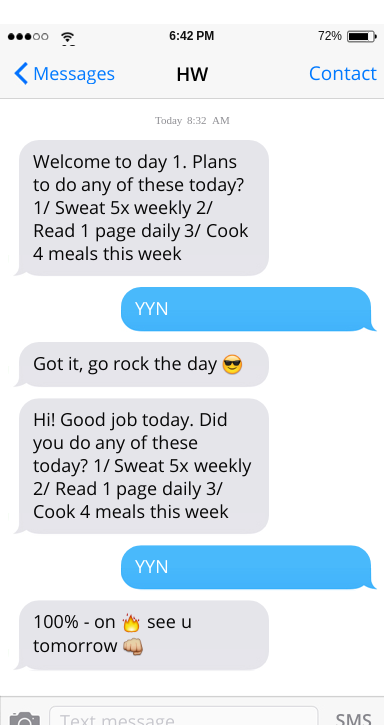 6:42 PM 72%
Messages HW Contact
Today 8:32 AM
Welcome to day 1. Plans
to do any of these today?
1/ Sweat 5x weekly 2/
Read 1 page daily 3/ Cook
4 meals this week
YYN
Got it, go rock the day 😎
Hi! Good job today. Did
you do any of these
today? 1/ Sweat 5x weekly
2/ Read 1 page daily 3/
Cook 4 meals this week
YYN
100% - on 🔥 see u
tomorrow 👊🏼
Text message SMS